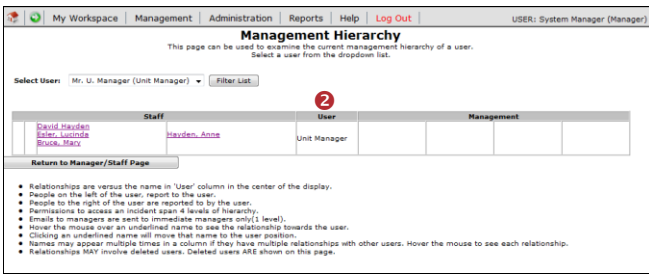 My Workspace Management Administration Reports Help Log Out USER: System Manager (Manager)
Management Hierarchy
This page can be used to examine the current management hierarchy of a user.
Select a user from the dropdown list.
Select User: Mr. U. Manager (Unit Manager) Filter List
2
Staff User Management
David Hayden
Esler, Lucinda Hayden, Anne Unit Manager
Bruce, Mary
Return to Manager/Staff Page
Relationships are versus the name in 'User' column in the center of the display.
People on the left of the user, report to the user.
People to the right of the user are reported to by the user.
Permissions to access an incident span 4 levels of hierarchy.
Emails to managers are sent to immediate managers only(1 level).
Hover the mouse over an underlined name to see the relationship towards the user.
Clicking an underlined name will move that name to the user position.
Names may appear multiple times in a column if they have multiple relationships with other users. Hover the mouse to see each relationship.
Relationships MAY involve deleted users. Deleted users ARE shown on this page.